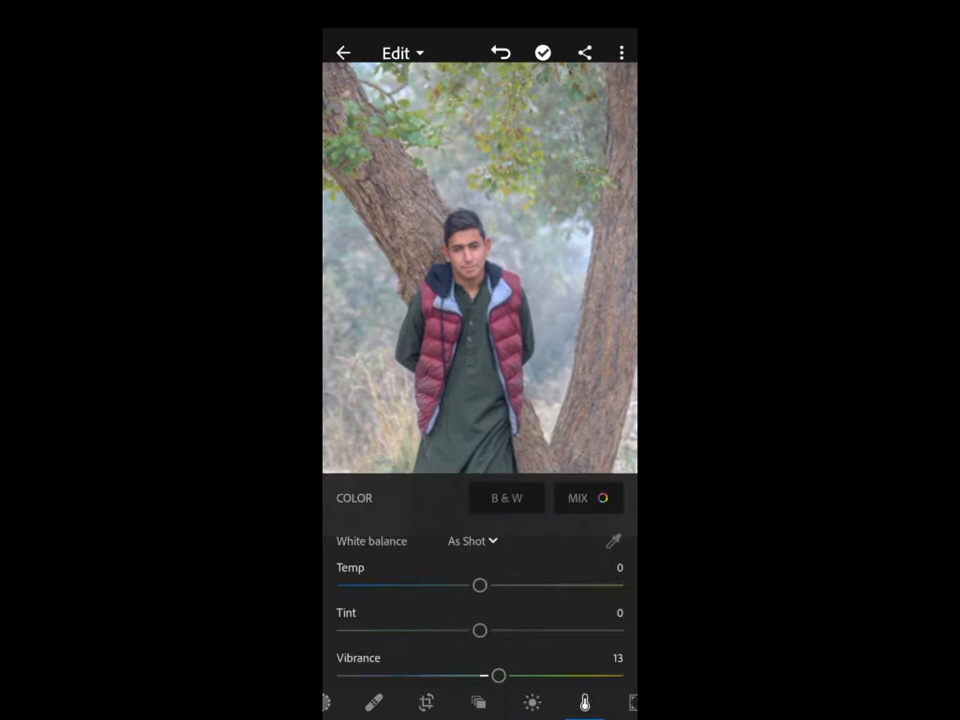 Edit
COLOR B & W MIX
White balance As Shot
Temp 0
Tint 0
Vibrance 13